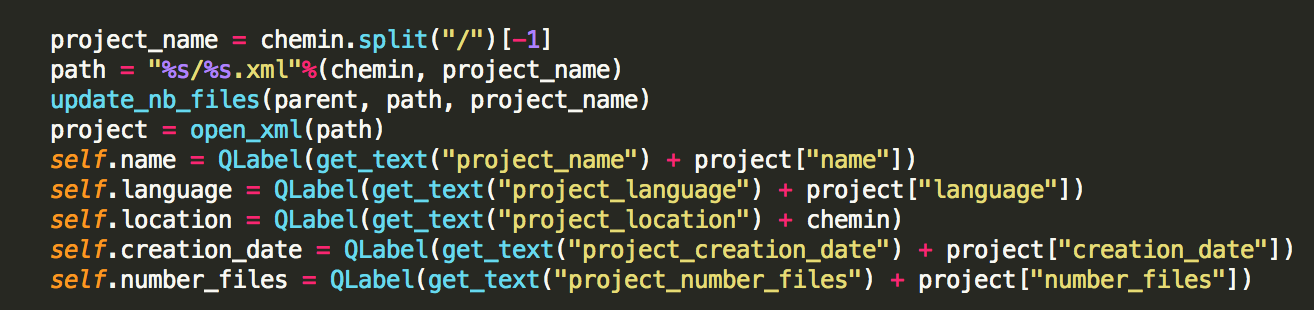 project_name = chemin.split("/")[-1]
path = "%s/%s.xml"%(chemin, project_name)
update_nb_files(parent, path, project_name)
project = open_xml(path)
self.name = QLabel(get_text("project_name") + project["name"])
self.language = QLabel(get_text("project_language") + project["language"])
self.location = QLabel(get_text("project_location") + chemin)
self.creation_date = QLabel(get_text("project_creation_date") + project["creation_date"])
self.number_files = QLabel(get_text("project_number_files") + project["number_files"])